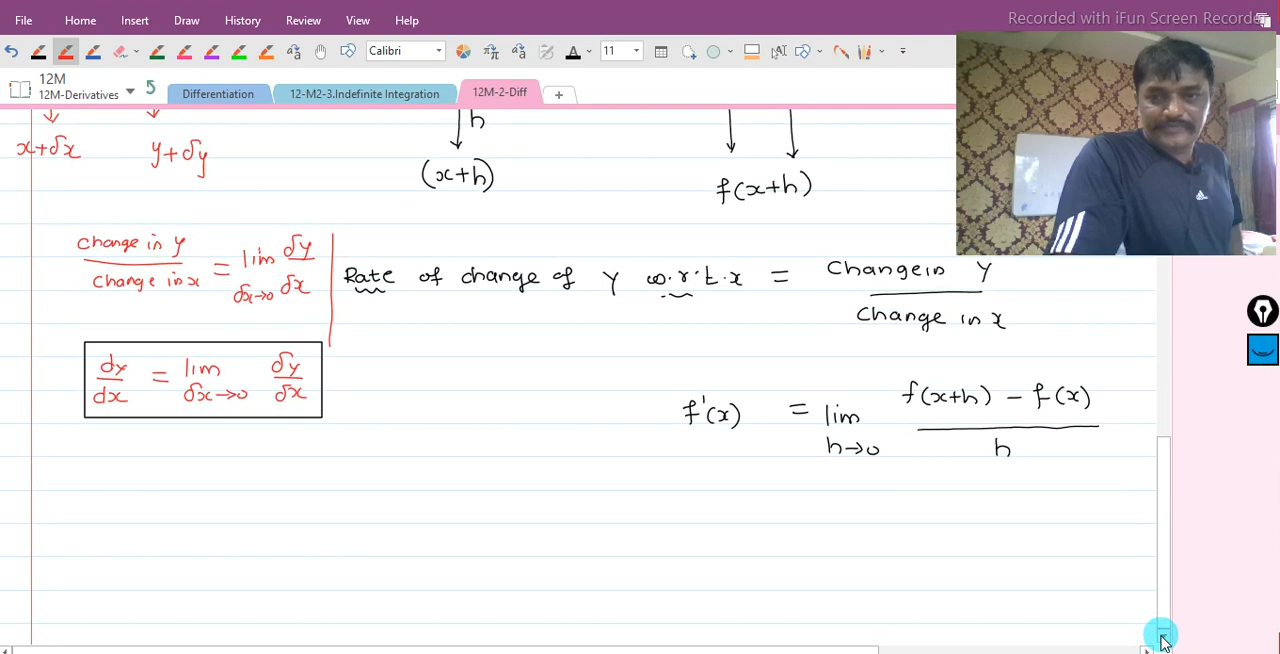 File Home Insert Draw History Review View Help
Recorded with iFun Screen Recorder
Calibri 11
12M
12M-Derivatives
Differentiation 12-M2-3.Indefinite Integration 12M-2-Diff +
x+δx y+δy
h
(x+h)
f(x+h)
Change in y / Change in x = lim δx→0 δy/δx
Rate of change of y w.r.t.x = Change in y / Change in x
dy/dx = lim δx→0 δy/δx
f'(x) = lim h→0 f(x+h) - f(x) / h